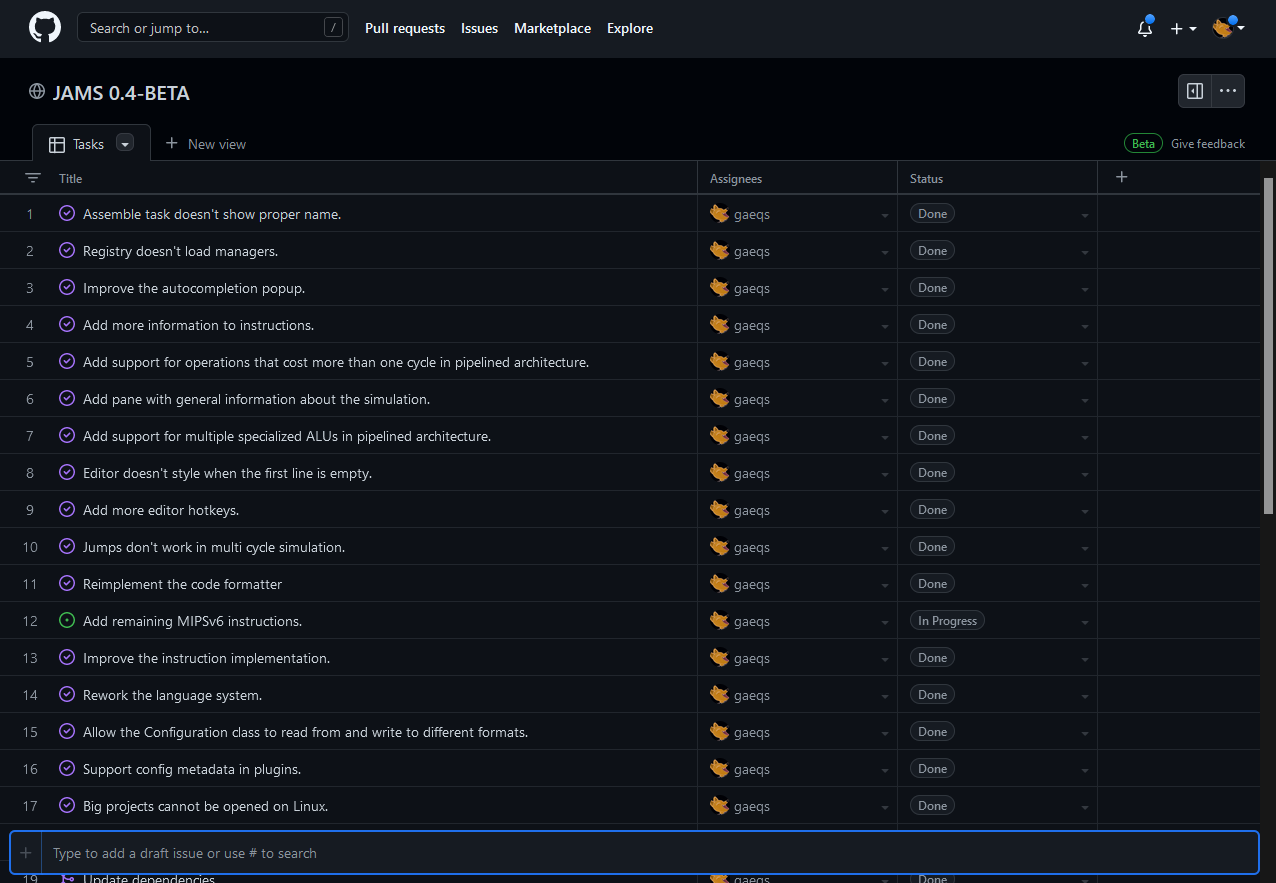 Search or jump to... /
Pull requests Issues Marketplace Explore
JAMS 0.4-BETA
Tasks New view
Beta Give feedback
Title Assignees Status
1 Assemble task doesn't show proper name. gaeqs Done
2 Registry doesn't load managers. gaeqs Done
3 Improve the autocompletion popup. gaeqs Done
4 Add more information to instructions. gaeqs Done
5 Add support for operations that cost more than one cycle in pipelined architecture. gaeqs Done
6 Add pane with general information about the simulation. gaeqs Done
7 Add support for multiple specialized ALUs in pipelined architecture. gaeqs Done
8 Editor doesn't style when the first line is empty. gaeqs Done
9 Add more editor hotkeys. gaeqs Done
10 Jumps don't work in multi cycle simulation. gaeqs Done
11 Reimplement the code formatter gaeqs Done
12 Add remaining MIPSv6 instructions. gaeqs In Progress
13 Improve the instruction implementation. gaeqs Done
14 Rework the language system. gaeqs Done
15 Allow the Configuration class to read from and write to different formats. gaeqs Done
16 Support config metadata in plugins. gaeqs Done
17 Big projects cannot be opened on Linux. gaeqs Done
Type to add a draft issue or use # to search
19 Update dependencies gaeqs Done